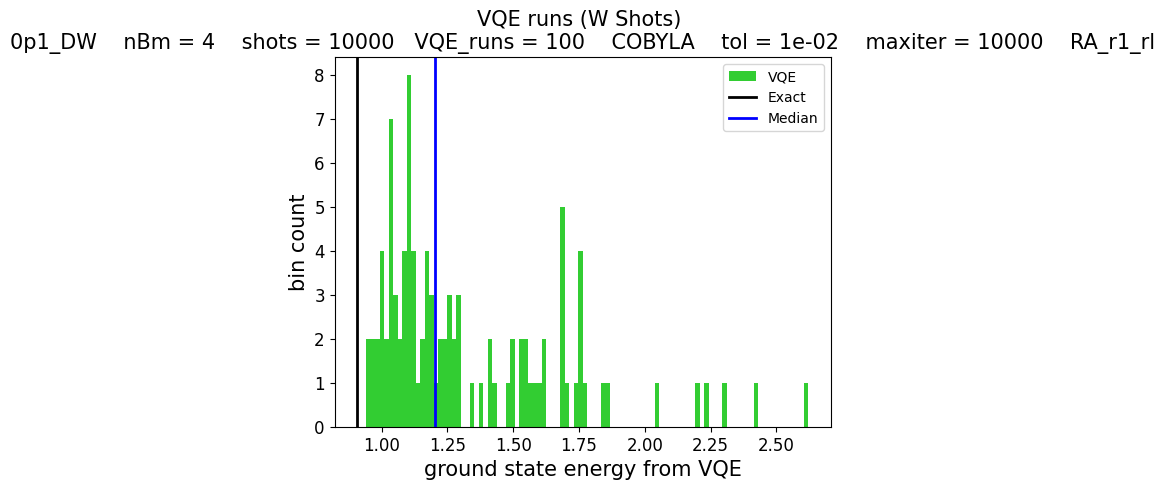 VQE runs (W Shots)
0p1_DW    nBm = 4    shots = 10000   VQE_runs = 100    COBYLA    tol = 1e-02    maxiter = 10000    RA_r1_rl
VQE
Exact
Median
bin count
8
7
6
5
4
3
2
1
0
1.00 1.25 1.50 1.75 2.00 2.25 2.50
ground state energy from VQE